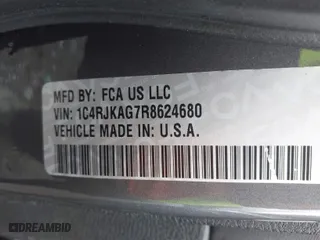 MFD BY: FCA US LLC
VIN: 1C4RJKAG7R8624680
VEHICLE MADE IN: U.S.A.
DREAMBID